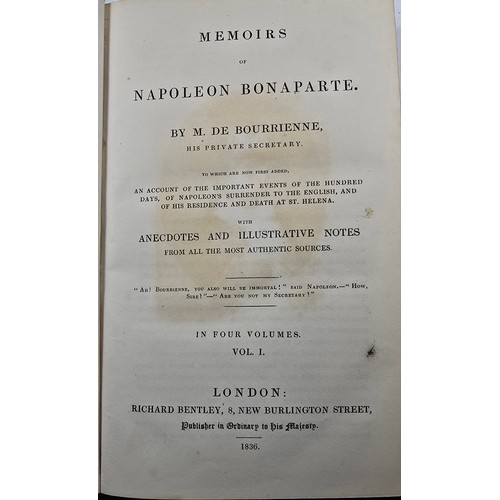 MEMOIRS
OF
NAPOLEON BONAPARTE.
BY M. DE BOURRIENNE,
HIS PRIVATE SECRETARY.
TO WHICH ARE NOW FIRST ADDED,
AN ACCOUNT OF THE IMPORTANT EVENTS OF THE HUNDRED
DAYS, OF NAPOLEON'S SURRENDER TO THE ENGLISH, AND
OF HIS RESIDENCE AND DEATH AT ST. HELENA.
WITH
ANECDOTES AND ILLUSTRATIVE NOTES
FROM ALL THE MOST AUTHENTIC SOURCES.
"AH! BOURRIENNE, YOU ALSO WILL BE IMMORTAL!" SAID NAPOLEON.—"HOW,
SIRE?"—"ARE YOU NOT MY SECRETARY?"
IN FOUR VOLUMES.
VOL. I.
LONDON:
RICHARD BENTLEY, 8, NEW BURLINGTON STREET,
Publisher in Ordinary to his Majesty.
1836.